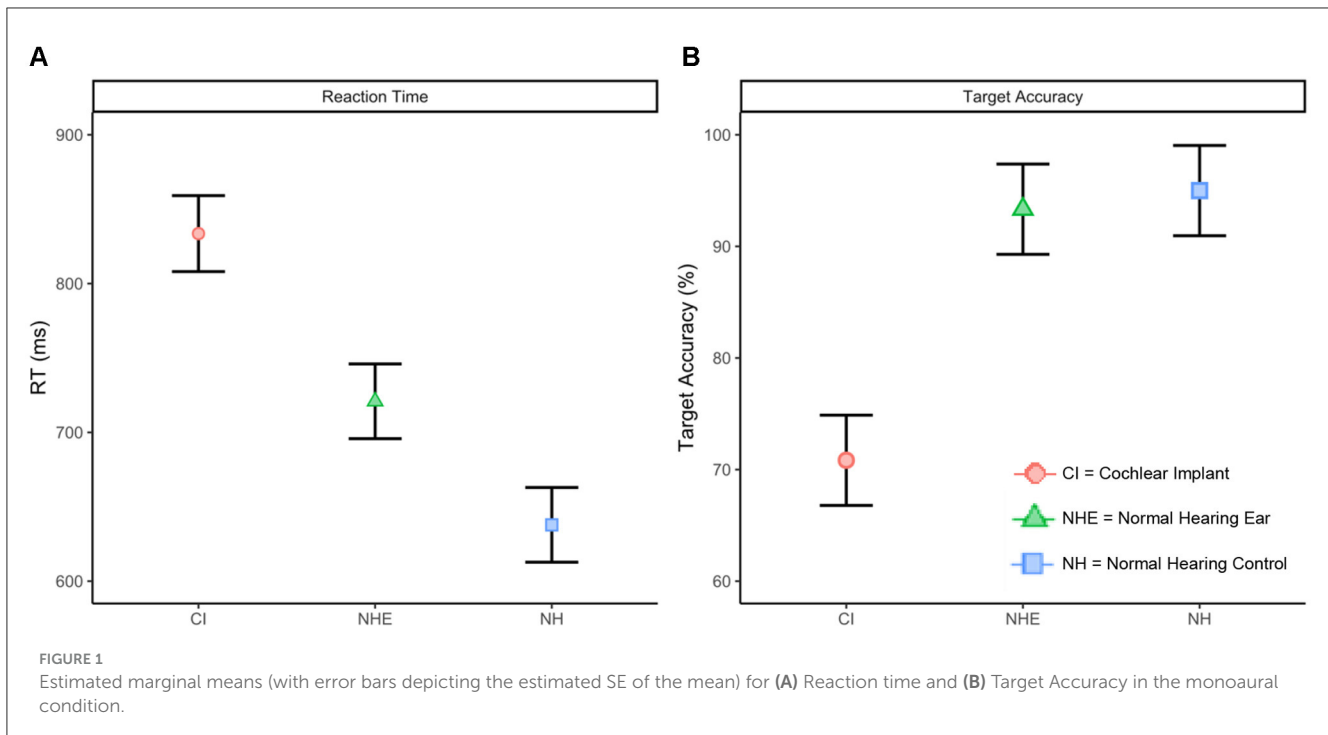 A
Reaction Time
900
800
700
600
RT (ms)
CI NHE NH
B
Target Accuracy
100
90
80
70
60
Target Accuracy (%)
CI = Cochlear Implant
NHE = Normal Hearing Ear
NH = Normal Hearing Control
CI NHE NH
FIGURE 1
Estimated marginal means (with error bars depicting the estimated SE of the mean) for (A) Reaction time and (B) Target Accuracy in the monoaural
condition.